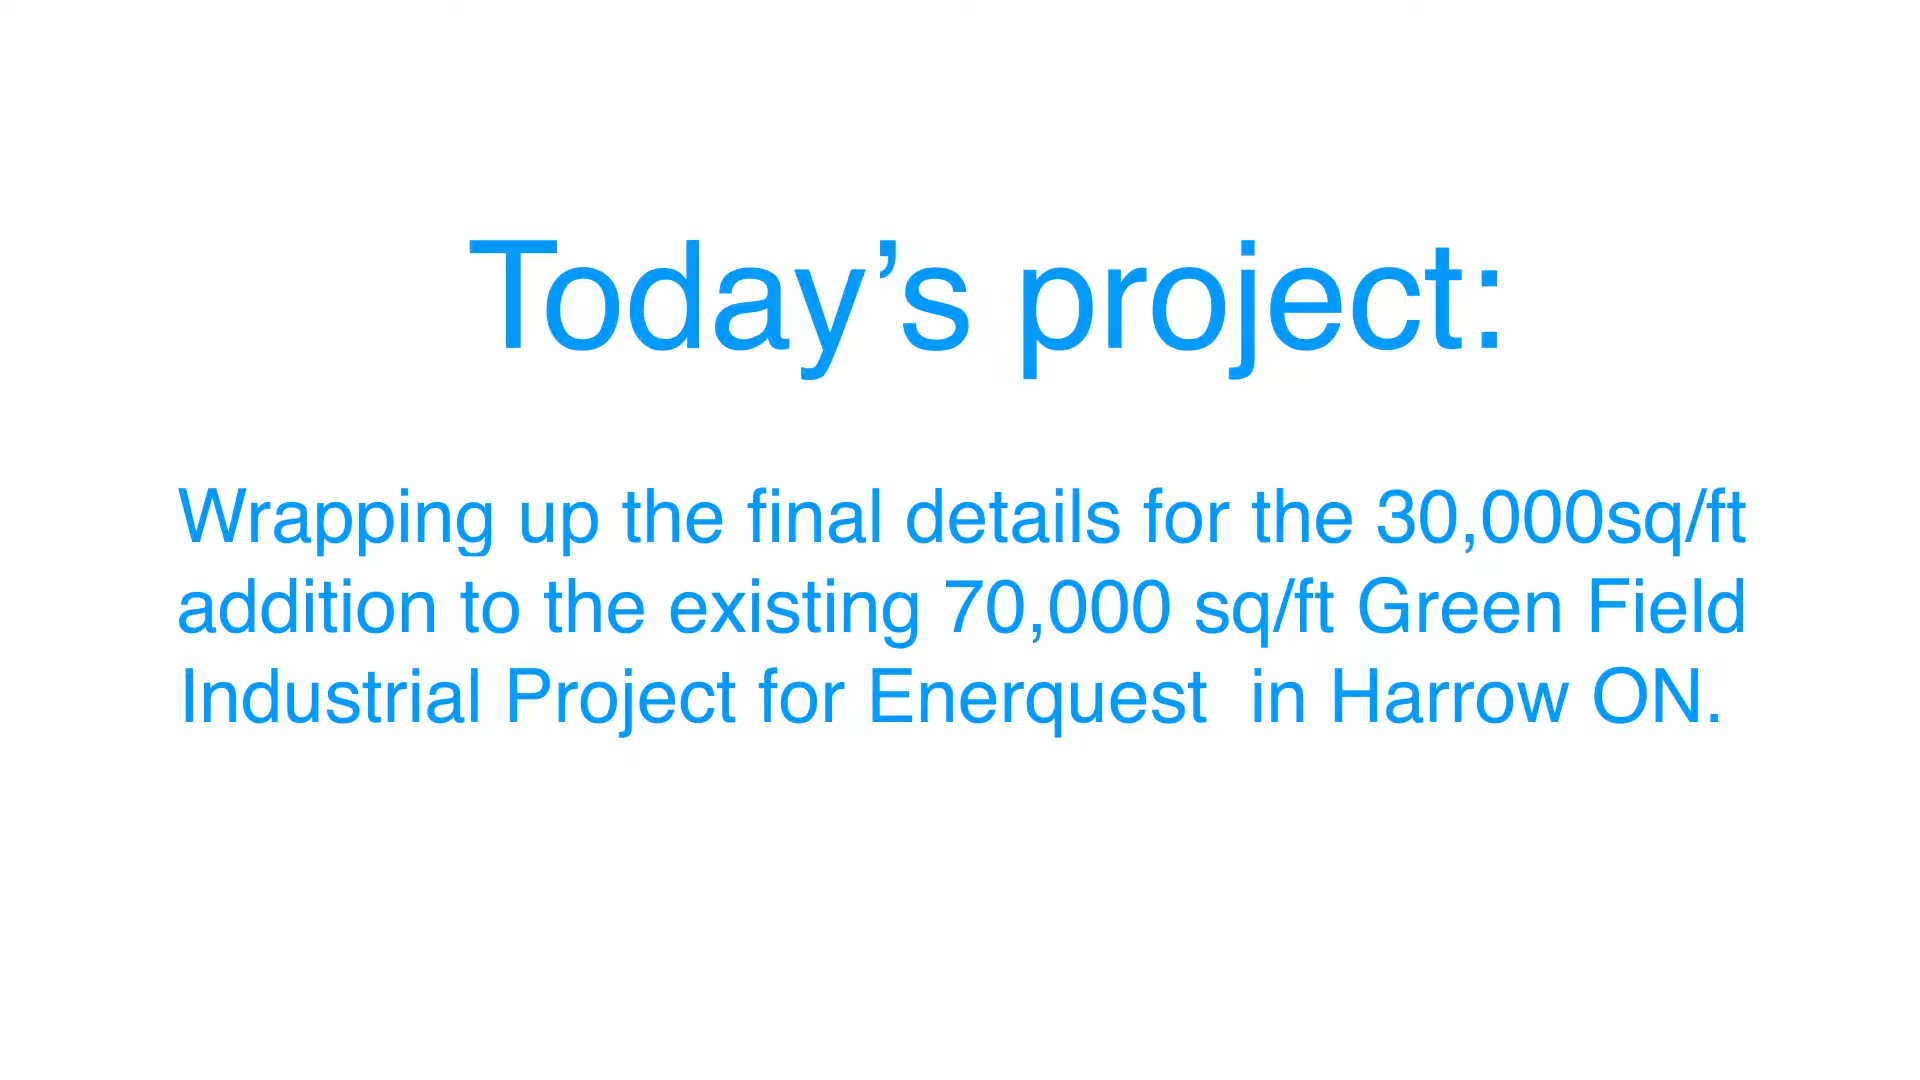 Today’s project:
Wrapping up the final details for the 30,000sq/ft
addition to the existing 70,000 sq/ft Green Field
Industrial Project for Enerquest  in Harrow ON.